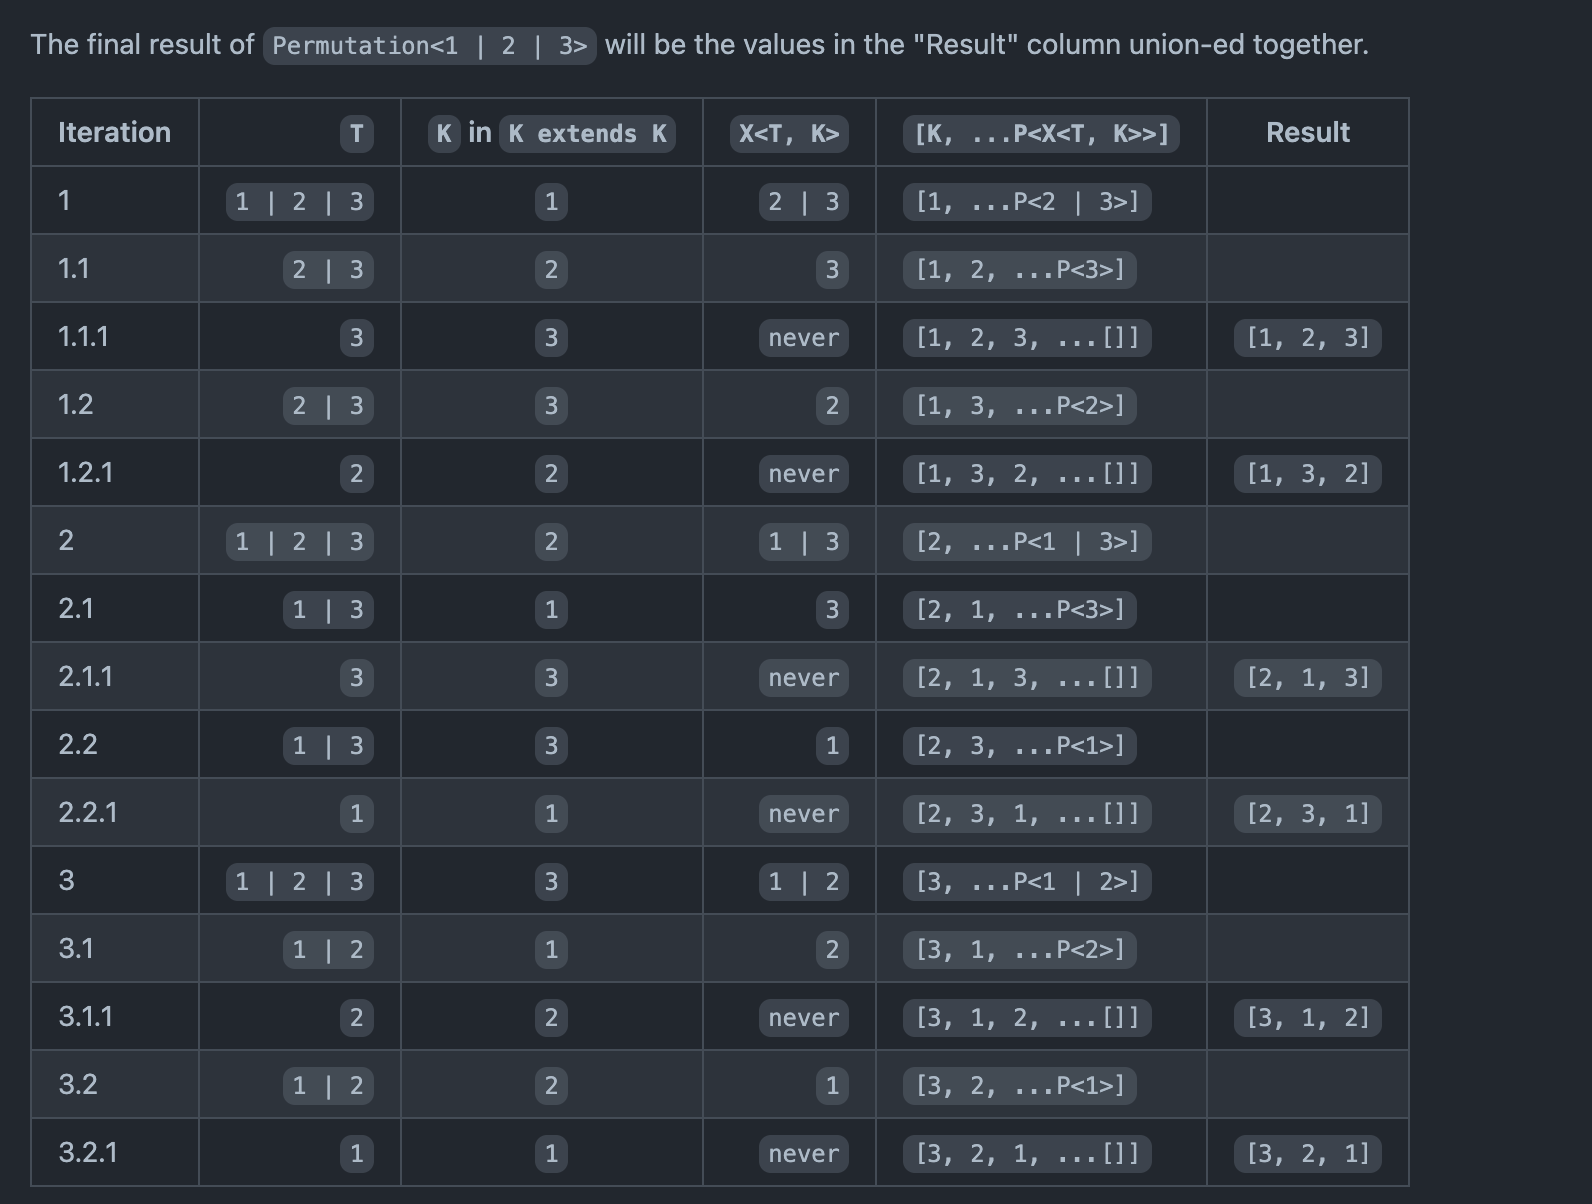 The final result of Permutation<1 | 2 | 3> will be the values in the "Result" column union-ed together.
Iteration T K in K extends K X<T, K> [K, ...P<X<T, K>>] Result
1 1 | 2 | 3 1 2 | 3 [1, ...P<2 | 3>]
1.1 2 | 3 2 3 [1, 2, ...P<3>]
1.1.1 3 3 never [1, 2, 3, ...[]] [1, 2, 3]
1.2 2 | 3 3 2 [1, 3, ...P<2>]
1.2.1 2 2 never [1, 3, 2, ...[]] [1, 3, 2]
2 1 | 2 | 3 2 1 | 3 [2, ...P<1 | 3>]
2.1 1 | 3 1 3 [2, 1, ...P<3>]
2.1.1 3 3 never [2, 1, 3, ...[]] [2, 1, 3]
2.2 1 | 3 3 1 [2, 3, ...P<1>]
2.2.1 1 1 never [2, 3, 1, ...[]] [2, 3, 1]
3 1 | 2 | 3 3 1 | 2 [3, ...P<1 | 2>]
3.1 1 | 2 1 2 [3, 1, ...P<2>]
3.1.1 2 2 never [3, 1, 2, ...[]] [3, 1, 2]
3.2 1 | 2 2 1 [3, 2, ...P<1>]
3.2.1 1 1 never [3, 2, 1, ...[]] [3, 2, 1]